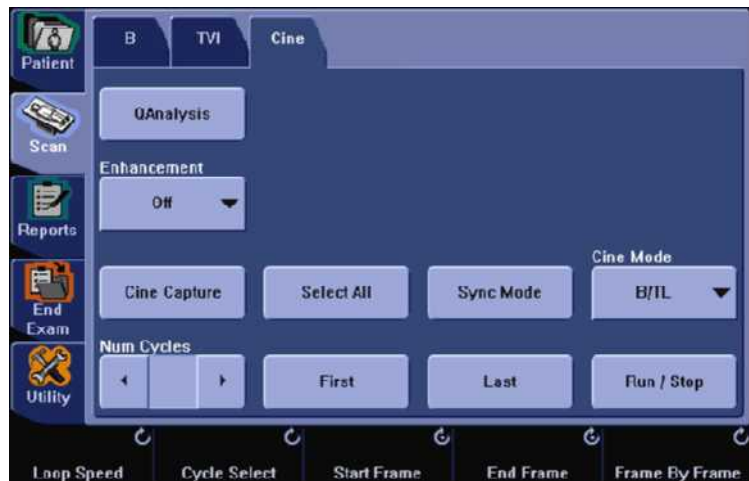 Patient
B
TVI
Cine
QAnalysis
Scan
Enhancement
Off
Reports
Cine Mode
Cine Capture
Select All
Sync Mode
B/TL
End
Exam
Num Cycles
First
Last
Run / Stop
Utility
Loop Speed
Cycle Select
Start Frame
End Frame
Frame By Frame